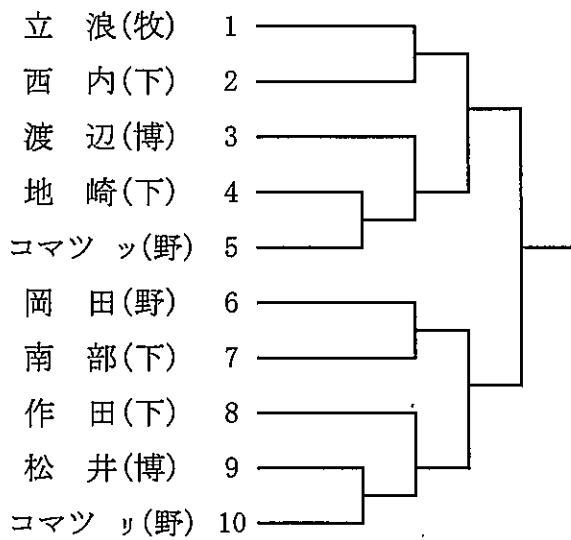 立 浪(牧) 1
西 内(下) 2
渡 辺(博) 3
地 崎(下) 4
コマツ ッ(野) 5
岡 田(野) 6
南 部(下) 7
作 田(下) 8
松 井(博) 9
コマツ リ(野) 10